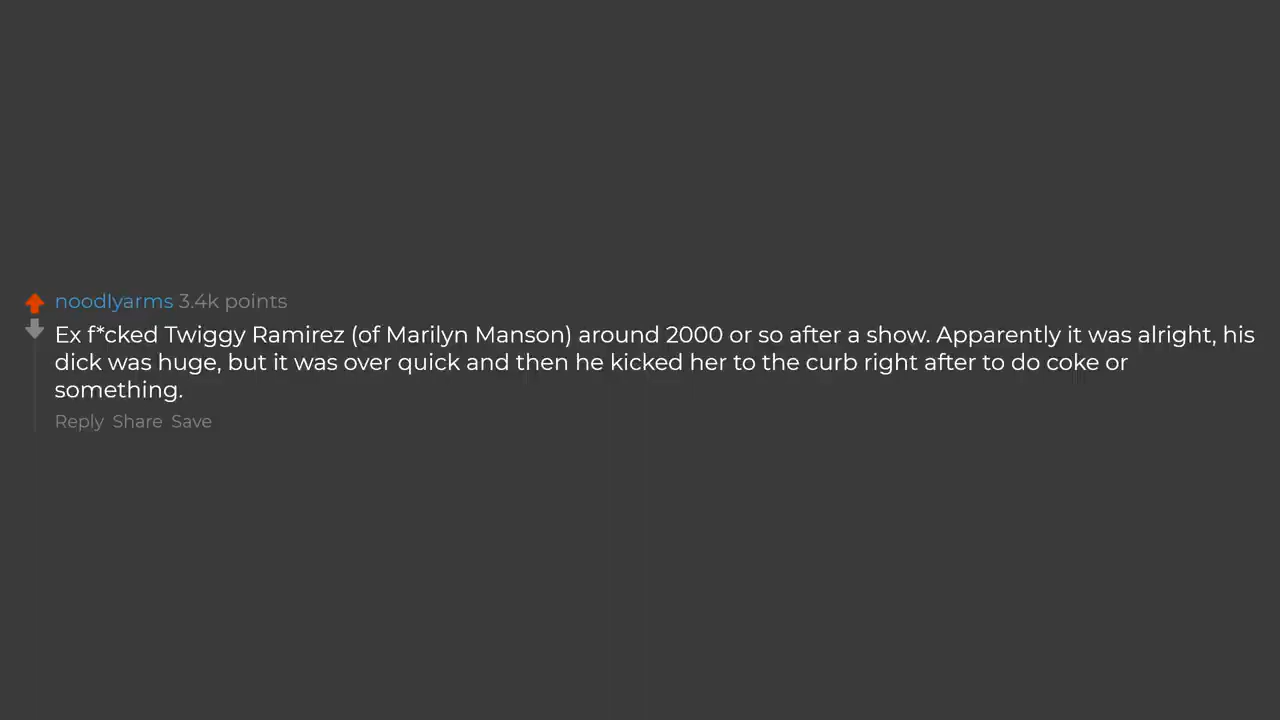 noodlyarms 3.4k points
Ex f*cked Twiggy Ramirez (of Marilyn Manson) around 2000 or so after a show. Apparently it was alright, his
dick was huge, but it was over quick and then he kicked her to the curb right after to do coke or
something.
Reply Share Save